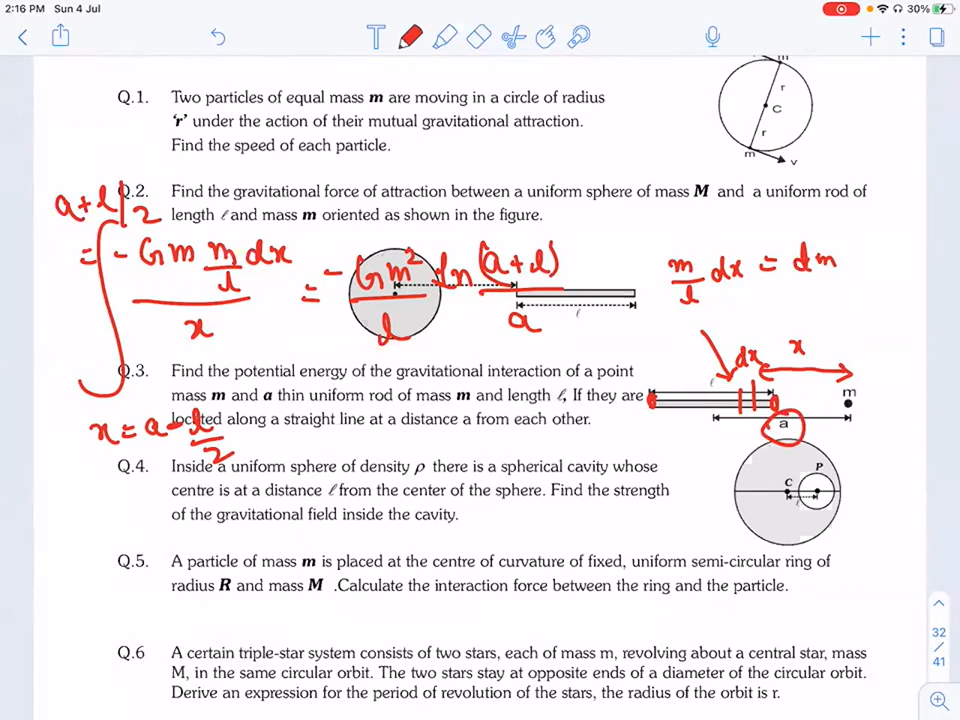 2:16 PM Sun 4 Jul
30%
m
r
C
r
m
v
Q.1. Two particles of equal mass m are moving in a circle of radius
'r' under the action of their mutual gravitational attraction.
Find the speed of each particle.
Q.2. Find the gravitational force of attraction between a uniform sphere of mass M and a uniform rod of
length ℓ and mass m oriented as shown in the figure.
a + l/2
= ∫ - G m m/l dx / x = - G m²/l ln (a + l)/a
m/l dx = dm
x = a - l/2
ℓ
Q.3. Find the potential energy of the gravitational interaction of a point
mass m and a thin uniform rod of mass m and length ℓ, If they are
located along a straight line at a distance a from each other.
dx
x
ℓ
m
a
Q.4. Inside a uniform sphere of density ρ there is a spherical cavity whose
centre is at a distance ℓ from the center of the sphere. Find the strength
of the gravitational field inside the cavity.
P
C
ℓ
Q.5. A particle of mass m is placed at the centre of curvature of fixed, uniform semi-circular ring of
radius R and mass M .Calculate the interaction force between the ring and the particle.
Q.6 A certain triple-star system consists of two stars, each of mass m, revolving about a central star, mass
M, in the same circular orbit. The two stars stay at opposite ends of a diameter of the circular orbit.
Derive an expression for the period of revolution of the stars, the radius of the orbit is r.
32
/
41